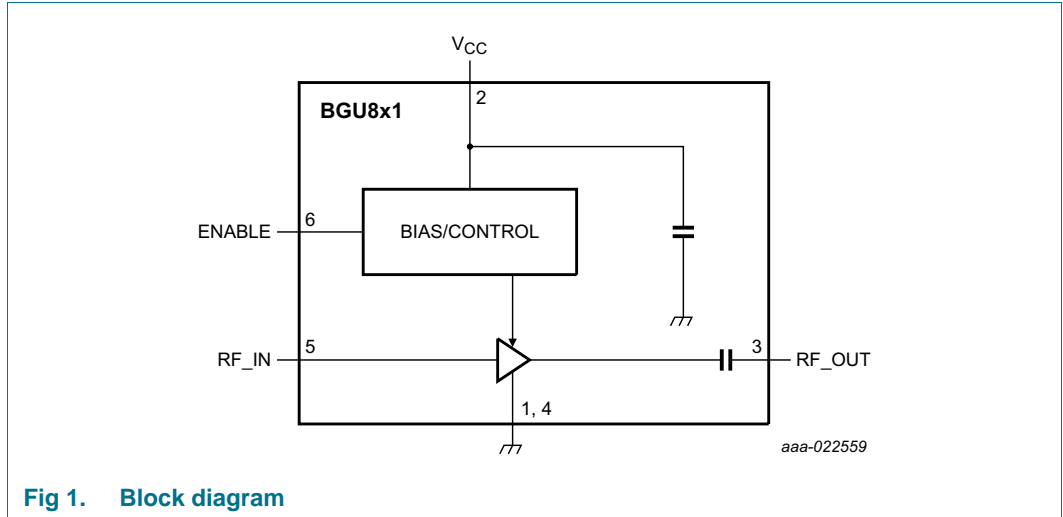 VCC
2
BGU8x1
6
ENABLE
BIAS/CONTROL
5
RF_IN
3
RF_OUT
1, 4
aaa-022559
Fig 1. Block diagram